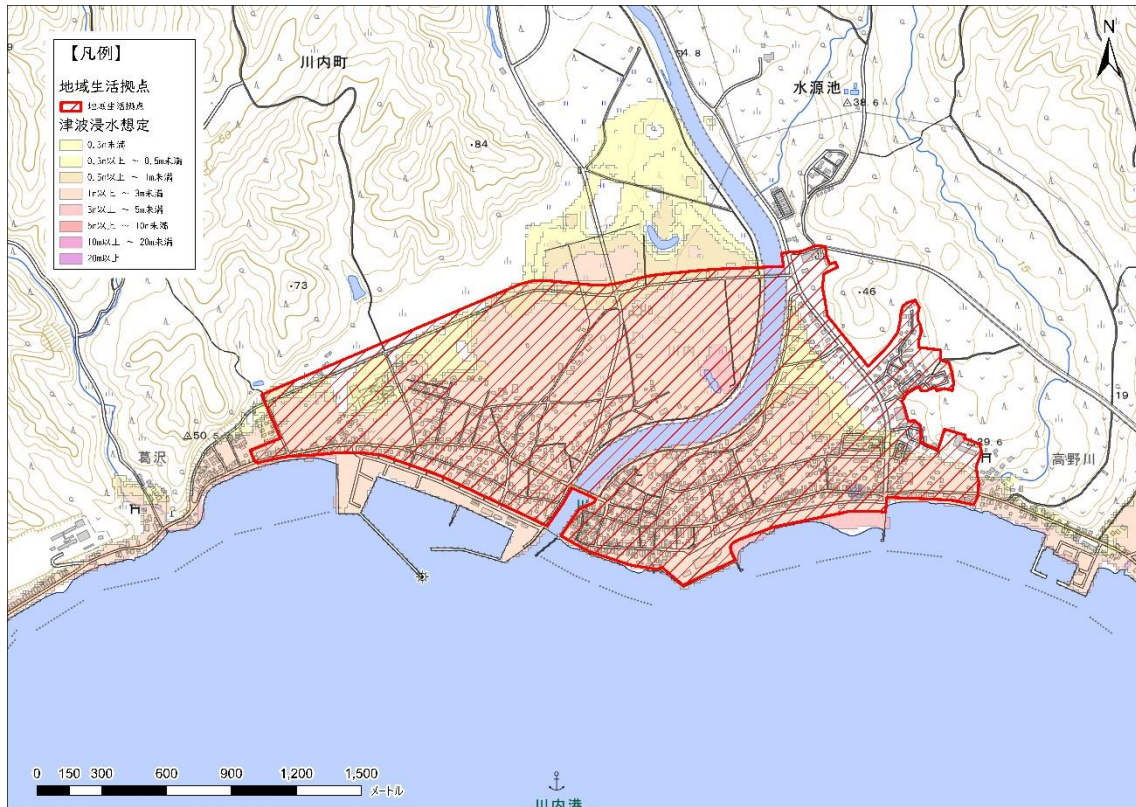 【凡例】
地域生活拠点
地域生活拠点
津波浸水想定
0.3m未満
0.3m以上 ~ 0.5m未満
0.5m以上 ~ 1m未満
1m以上 ~ 3m未満
3m以上 ~ 5m未満
5m以上 ~ 10m未満
10m以上 ~ 20m未満
20m以上
川内町
水源池
N
4.8
38.6
84
73
46
15
19
50.5
29.6
葛沢
高野川
川
0 150 300 600 900 1,200 1,500
メートル
川内港